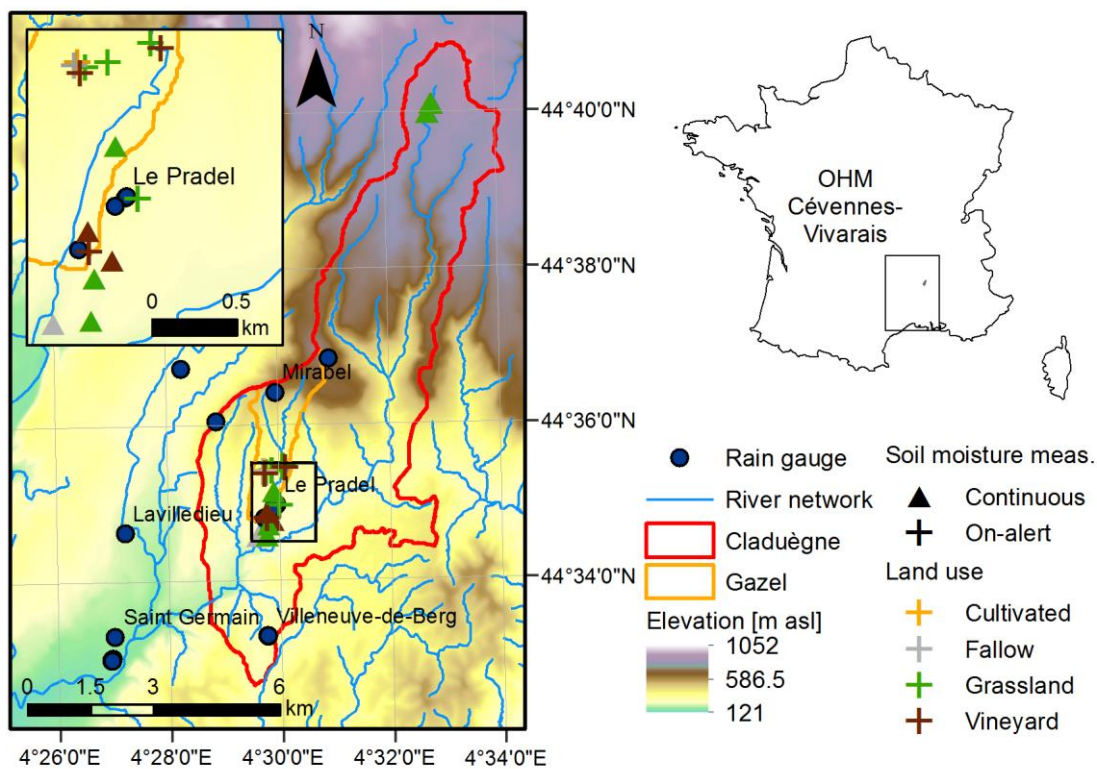 N
Le Pradel
0 0.5
km
Mirabel
Le Pradel
Lavilledieu
Saint Germain
Villeneuve-de-Berg
0 1.5 3 6
km
4°26'0"E 4°28'0"E 4°30'0"E 4°32'0"E 4°34'0"E
44°40'0"N
44°38'0"N
44°36'0"N
44°34'0"N
OHM
Cévennes-
Vivarais
Rain gauge
River network
Claduègne
Gazel
Elevation [m asl]
1052
586.5
121
Soil moisture meas.
Continuous
On-alert
Land use
Cultivated
Fallow
Grassland
Vineyard